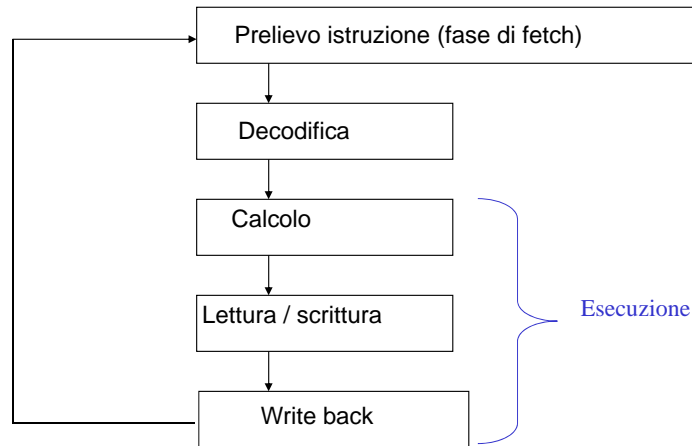 Prelievo istruzione (fase di fetch)
Decodifica
Calcolo
Lettura / scrittura
Esecuzione
Write back